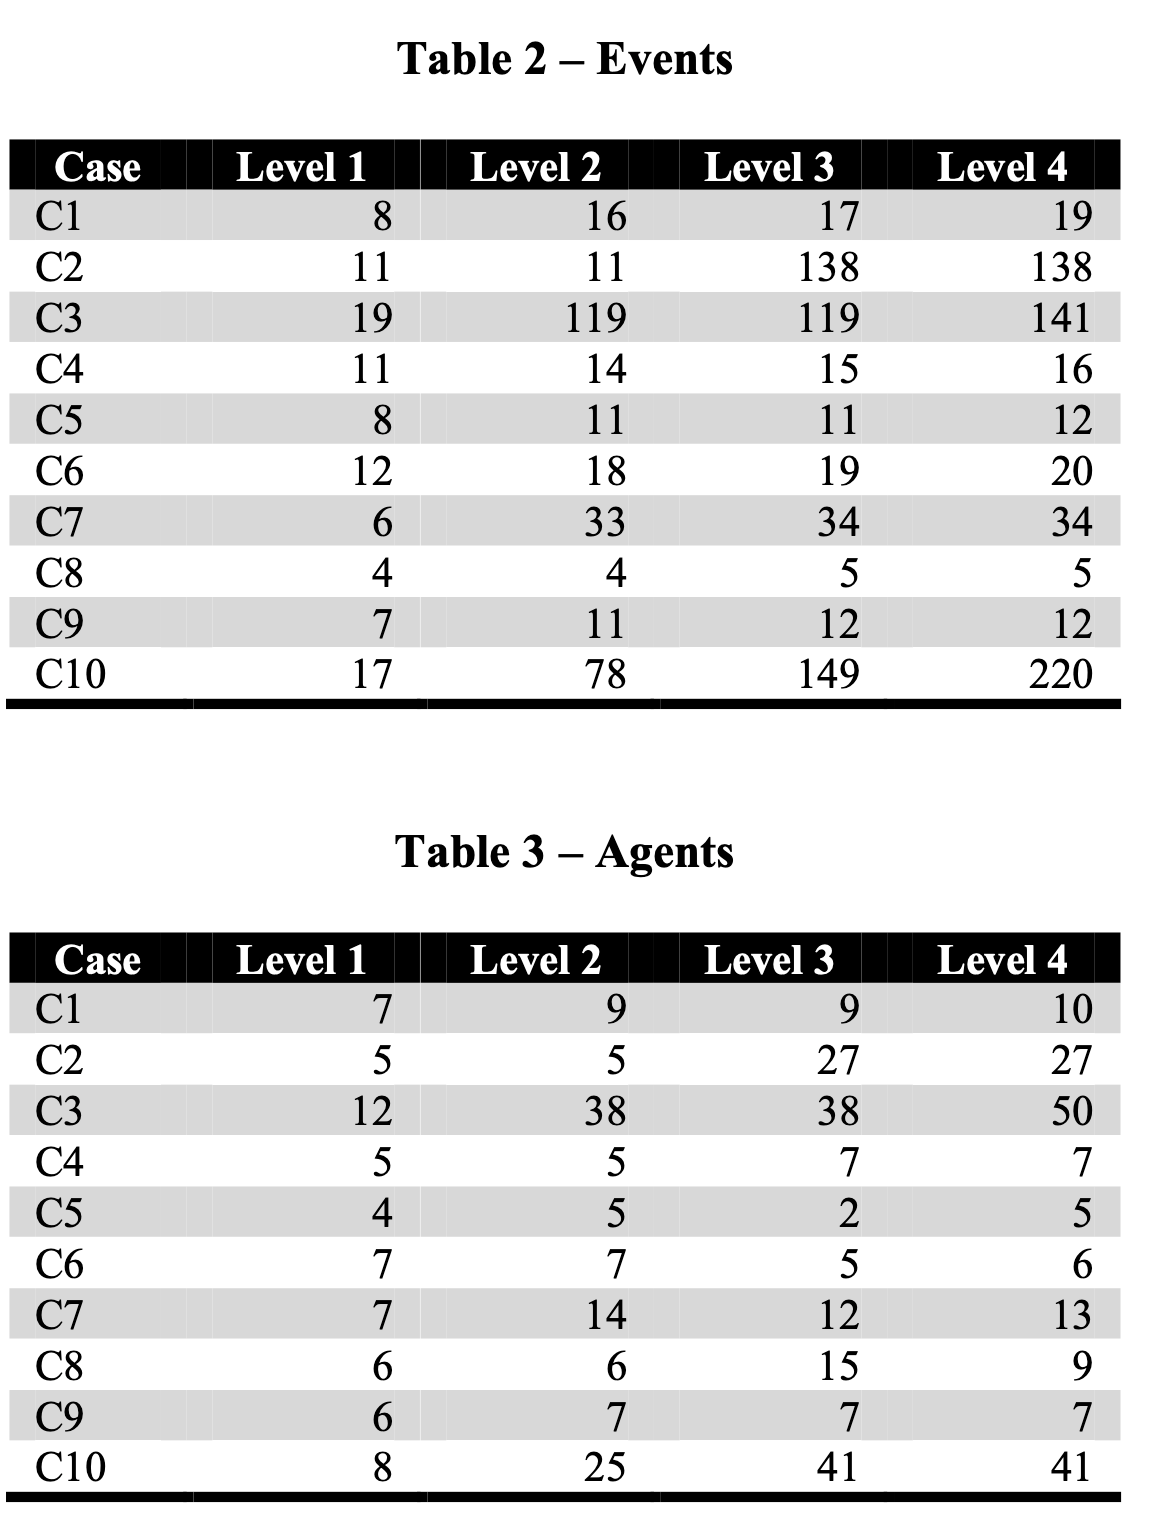 Table 2 – Events
Case Level 1 Level 2 Level 3 Level 4
C1 8 16 17 19
C2 11 11 138 138
C3 19 119 119 141
C4 11 14 15 16
C5 8 11 11 12
C6 12 18 19 20
C7 6 33 34 34
C8 4 4 5 5
C9 7 11 12 12
C10 17 78 149 220
Table 3 – Agents
Case Level 1 Level 2 Level 3 Level 4
C1 7 9 9 10
C2 5 5 27 27
C3 12 38 38 50
C4 5 5 7 7
C5 4 5 2 5
C6 7 7 5 6
C7 7 14 12 13
C8 6 6 15 9
C9 6 7 7 7
C10 8 25 41 41